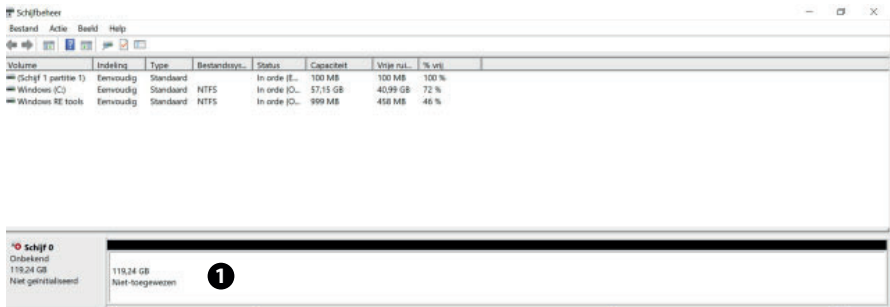 Schijfbeheer
Bestand Actie Beeld Help
Volume Indeling Type Bestandssys... Status Capaciteit Vrije rui... % vrij
(Schijf 1 partitie 1) Eenvoudig Standaard In orde (E... 100 MB 100 MB 100 %
Windows (C:) Eenvoudig Standaard NTFS In orde (O... 57,15 GB 40,99 GB 72 %
Windows RE tools Eenvoudig Standaard NTFS In orde (O... 999 MB 458 MB 46 %
Schijf 0
Onbekend
119,24 GB
Niet geïnitialiseerd
119,24 GB
Niet-toegewezen
1